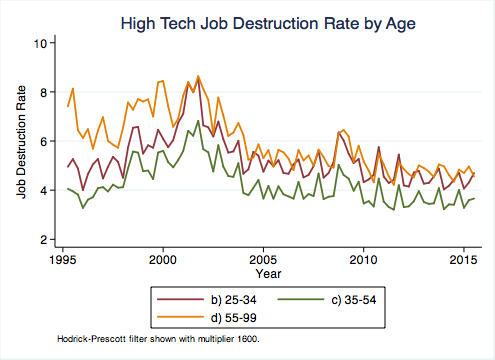 High Tech Job Destruction Rate by Age
Job Destruction Rate
10
8
6
4
2
1995 2000 2005 2010 2015
Year
b) 25-34 c) 35-54
d) 55-99
Hodrick-Prescott filter shown with multiplier 1600.